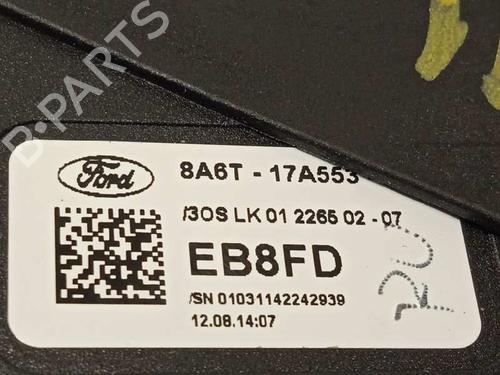 B-PARTS
Ford
8A6T - 17A553
/3OS LK 01 2265 02 - 07
EB8FD
/SN 01031142242939
12.08.14:07